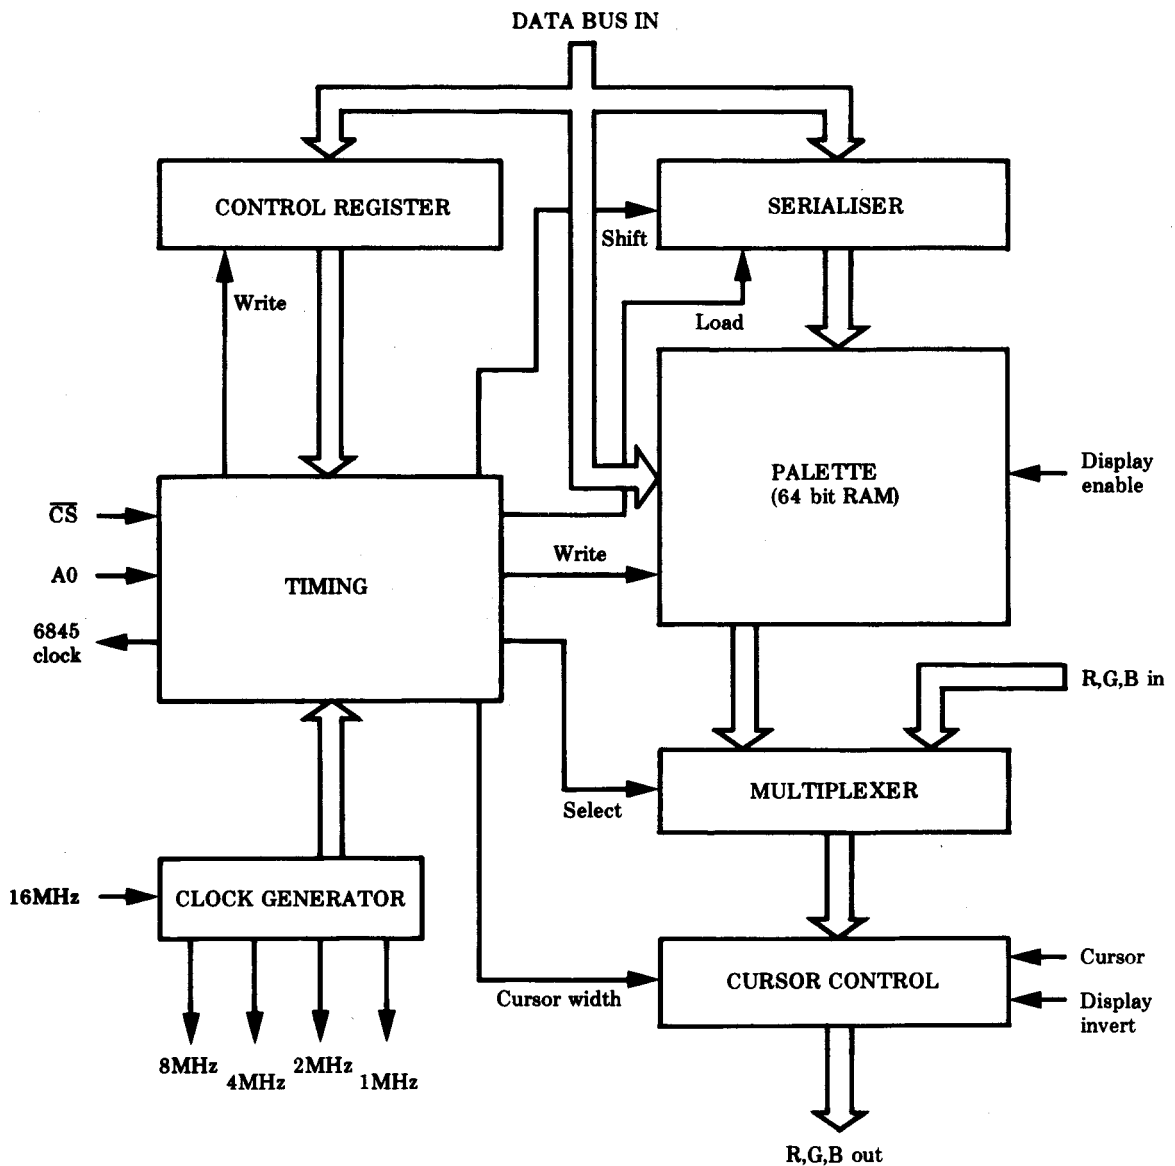 DATA BUS IN
CONTROL REGISTER
SERIALISER
Shift
Write
Load
PALETTE
(64 bit RAM)
Display
enable
C̅S̅
A0
6845
clock
TIMING
Write
R,G,B in
MULTIPLEXER
Select
16MHz
CLOCK GENERATOR
CURSOR CONTROL
Cursor
Display
invert
Cursor width
8MHz
4MHz
2MHz
1MHz
R,G,B out